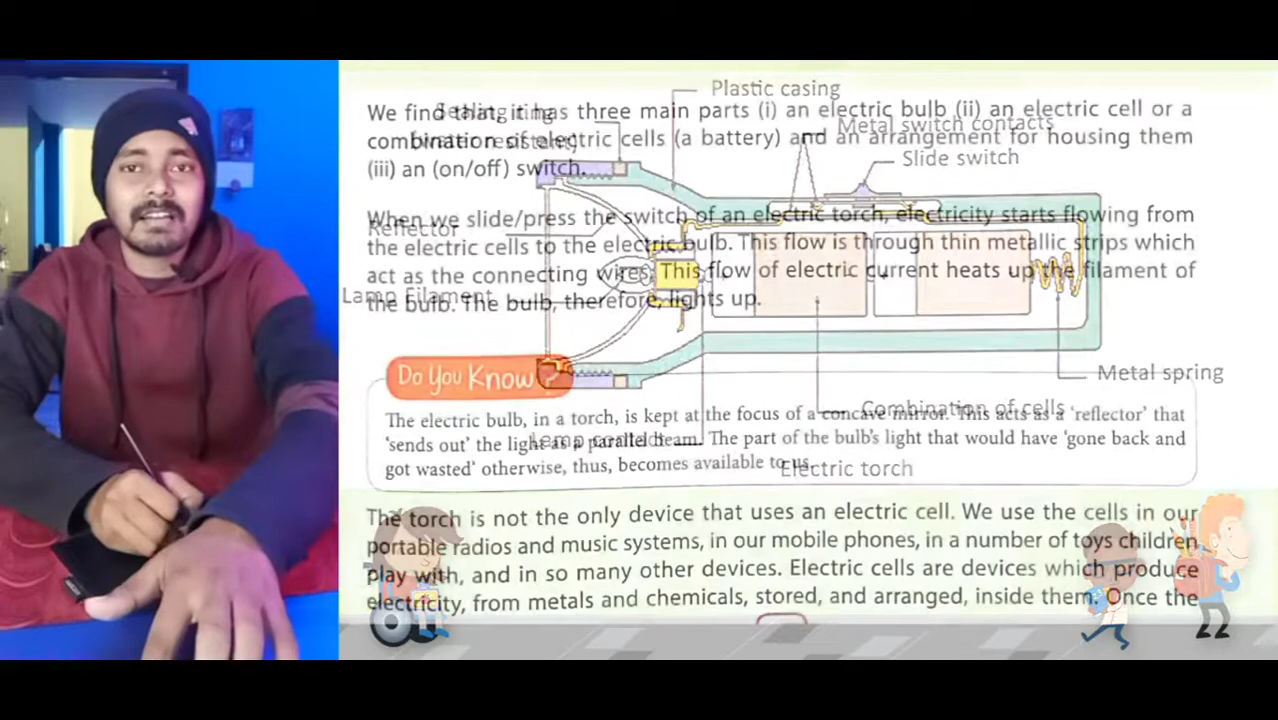 Plastic casing
We find that, it has three main parts (i) an electric bulb (ii) an electric cell or a
Sealing ring
Metal switch contacts
combination of electric cells (a battery) and an arrangement for housing them
water resistent
Slide switch
(iii) an (on/off) switch.
When we slide/press the switch of an electric torch, electricity starts flowing from
Reflector
the electric cells to the electric bulb. This flow is through thin metallic strips which
act as the connecting wires. This flow of electric current heats up the filament of
Lamp Filament
the bulb. The bulb, therefore, lights up.
Metal spring
Do You Know?
Combination of cells
The electric bulb, in a torch, is kept at the focus of a concave mirror. This acts as a ‘reflector’ that
‘sends out’ the light as a parallel beam. The part of the bulb’s light that would have ‘gone back and
Lamp contact
got wasted’ otherwise, thus, becomes available to us.
Electric torch
The torch is not the only device that uses an electric cell. We use the cells in our
portable radios and music systems, in our mobile phones, in a number of toys children
play with, and in so many other devices. Electric cells are devices which produce
electricity, from metals and chemicals, stored, and arranged, inside them. Once the